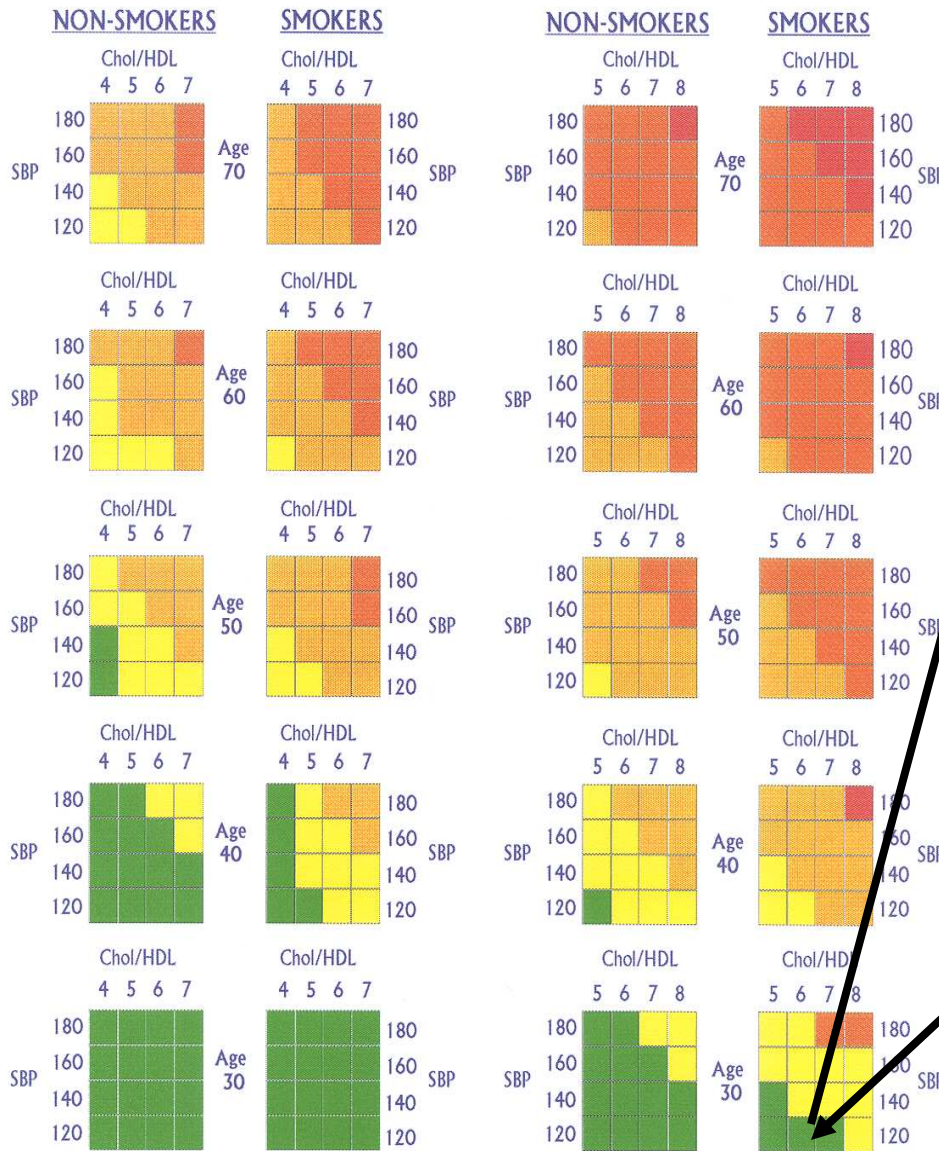 NON-SMOKERS SMOKERS NON-SMOKERS SMOKERS
Chol/HDL Chol/HDL Chol/HDL Chol/HDL
4 5 6 7 4 5 6 7 5 6 7 8 5 6 7 8
180 180 180 180
160 Age 160 160 Age 160
SBP 70 SBP SBP 70 SBP
140 140 140 140
120 120 120 120
Chol/HDL Chol/HDL Chol/HDL Chol/HDL
4 5 6 7 4 5 6 7 5 6 7 8 5 6 7 8
180 180 180 180
160 Age 160 160 Age 160
SBP 60 SBP SBP 60 SBP
140 140 140 140
120 120 120 120
Chol/HDL Chol/HDL Chol/HDL Chol/HDL
4 5 6 7 4 5 6 7 5 6 7 8 5 6 7 8
180 180 180 180
160 Age 160 160 Age 160
SBP 50 SBP SBP 50 SBP
140 140 140 140
120 120 120 120
Chol/HDL Chol/HDL Chol/HDL Chol/HDL
4 5 6 7 4 5 6 7 5 6 7 8 5 6 7 8
180 180 180 180
160 Age 160 160 Age 160
SBP 40 SBP SBP 40 SBP
140 140 140 140
120 120 120 120
Chol/HDL Chol/HDL Chol/HDL Chol/HDL
4 5 6 7 4 5 6 7 5 6 7 8 5 6 7 8
180 180 180 180
160 Age 160 160 Age 160
SBP 30 SBP SBP 30 SBP
140 140 140 140
120 120 120 120